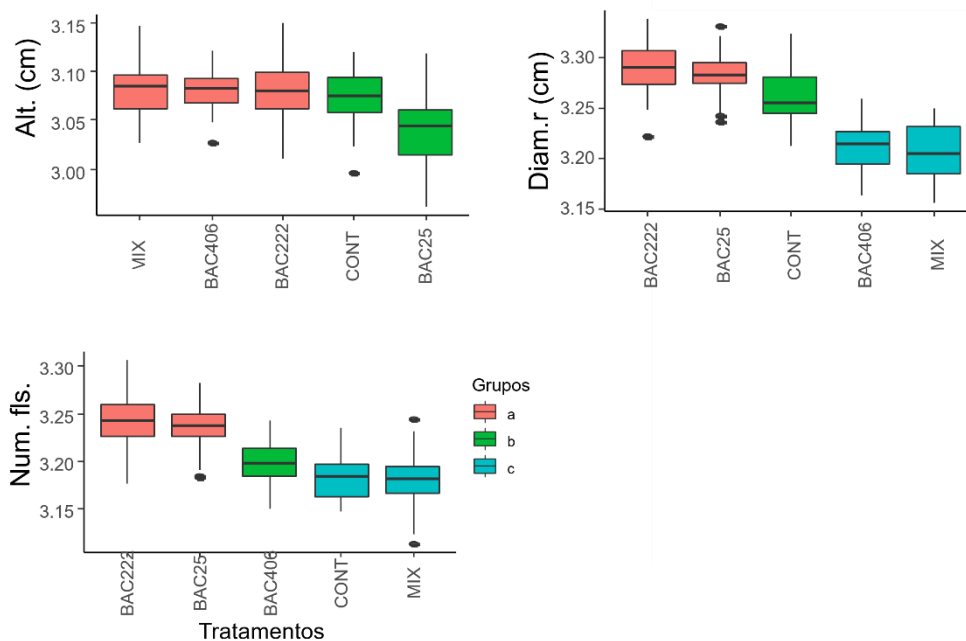 Alt. (cm)
3.15
3.10
3.05
3.00
MIX
BAC406
BAC222
CONT
BAC25
Diam.r (cm)
3.30
3.25
3.20
3.15
BAC222
BAC25
CONT
BAC406
MIX
Num. fls.
3.30
3.25
3.20
3.15
BAC222
BAC25
BAC406
CONT
MIX
Tratamentos
Grupos
a
b
c